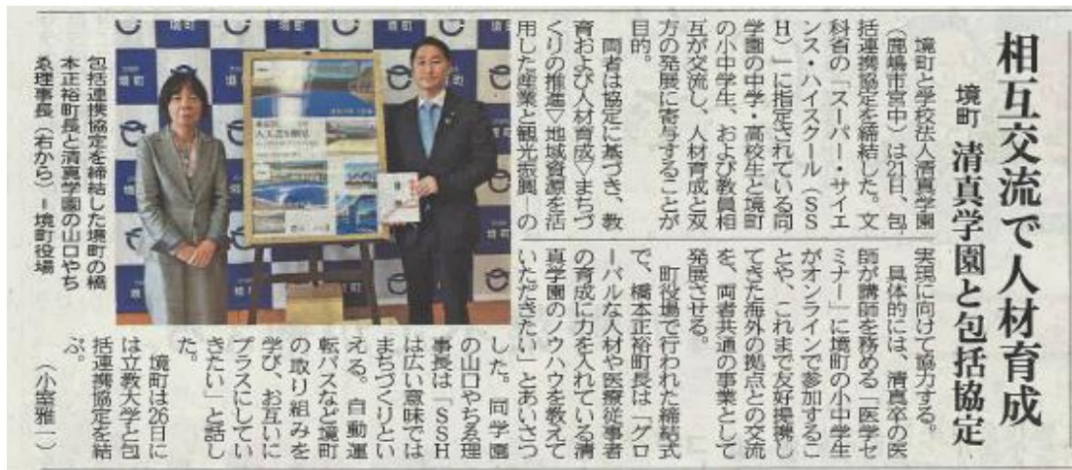 相互交流で人材育成
境町 清真学園と包括協定
境町と学校法人清真学園
(鹿嶋市宮中)は21日、包
括連携協定を締結した。文
科省の「スーパー・サイエ
ンス・ハイスクール(SS
H)」に指定されている同
学園の中学・高校生と境町
の小中学生、および教員相
互が交流し、人材育成と双
方の発展に寄与することが
目的。
両者は協定に基づき、教
育および人材育成▽まちづ
くりの推進▽地域資源を活
用した産業と観光振興―の
実現に向けて協力する。
具体的には、清真卒の医
師が講師を務める「医学セ
ミナー」に境町の小中学生
がオンラインで参加するこ
とや、これまで友好提携し
てきた海外の拠点との交流
を、両者共通の事業として
発展させる。
町役場で行われた締結式
で、橋本正裕町長は「グロ
ーバルな人材や医療従事者
の育成に力を入れている清
真学園のノウハウを教えて
いただきたい」とあいさつ
した。同学園
の山口やちゑ理
事長は「SSH
は広い意味では
まちづくりとい
える。自動運
転バスなど境町
の取り組みを
学び、お互いに
プラスにしてい
きたい」と話し
た。
境町は26日に
は立教大学と包
括連携協定を結
ぶ。
(小室雅一)
包括連携協定を締結した境町の橋
本正裕町長と清真学園の山口やち
ゑ理事長(右から)=境町役場
境町